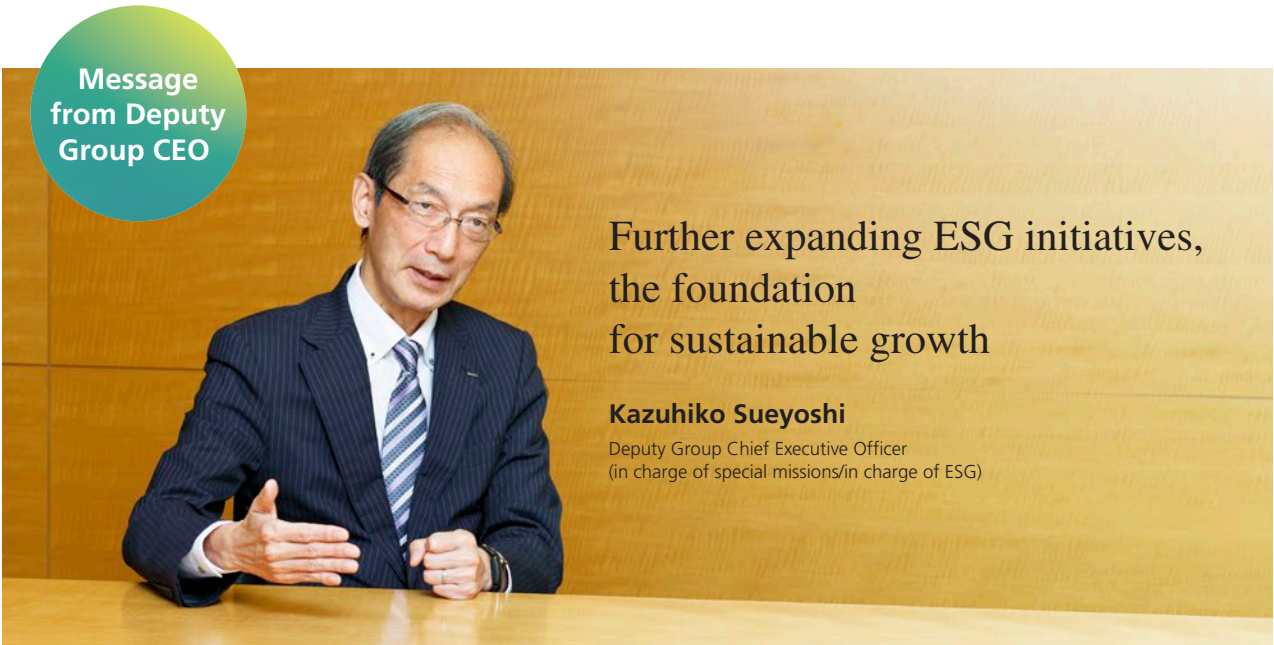 Message
from Deputy
Group CEO
Further expanding ESG initiatives,
the foundation
for sustainable growth
Kazuhiko Sueyoshi
Deputy Group Chief Executive Officer
(in charge of special missions/in charge of ESG)